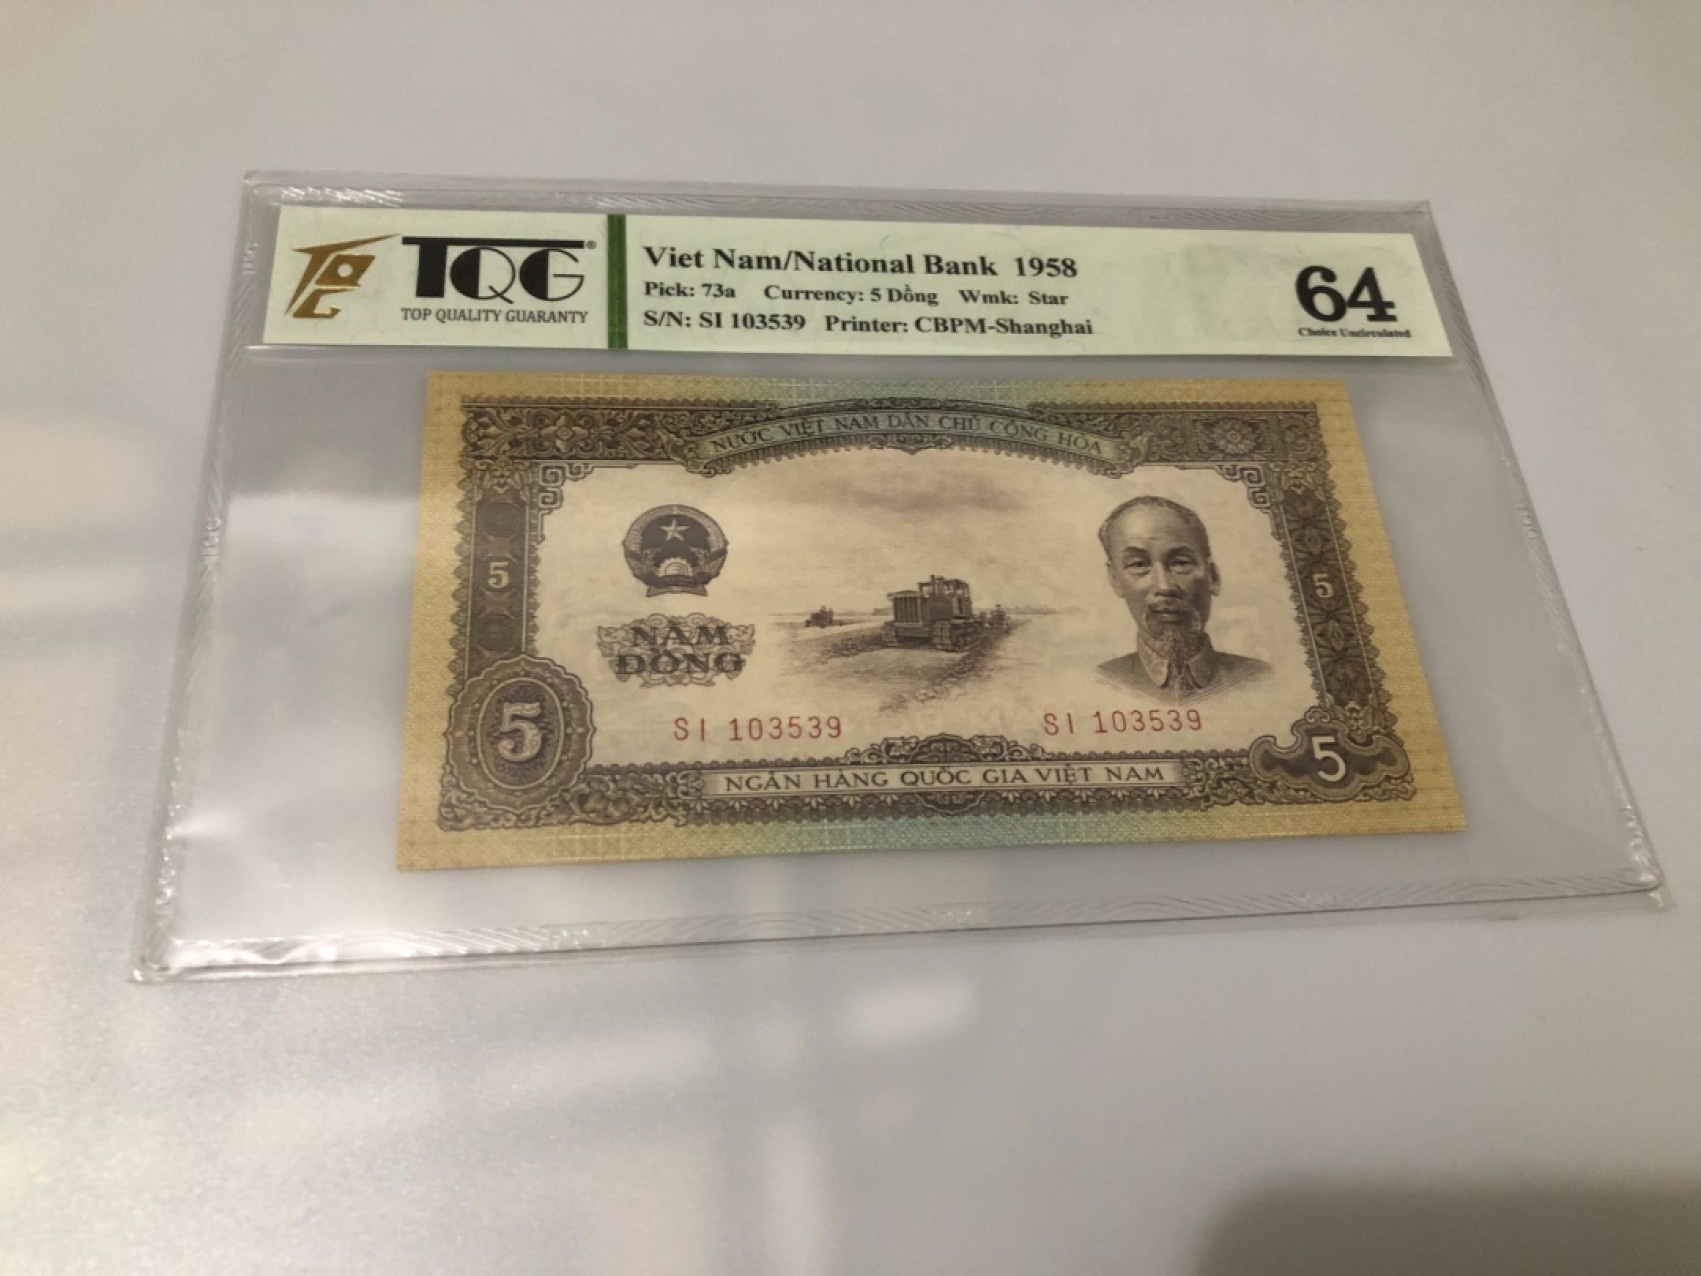 TQG®
TOP QUALITY GUARANTY
Viet Nam/National Bank 1958
Pick: 73a Currency: 5 Dồng Wmk: Star
S/N: SI 103539 Printer: CBPM-Shanghai
64
Choice Uncirculated
NƯỚC VIỆT NAM DÂN CHỦ CỘNG HÒA
5
5
NĂM
ĐỒNG
5
SI 103539
SI 103539
5
NGÂN HÀNG QUỐC GIA VIỆT NAM